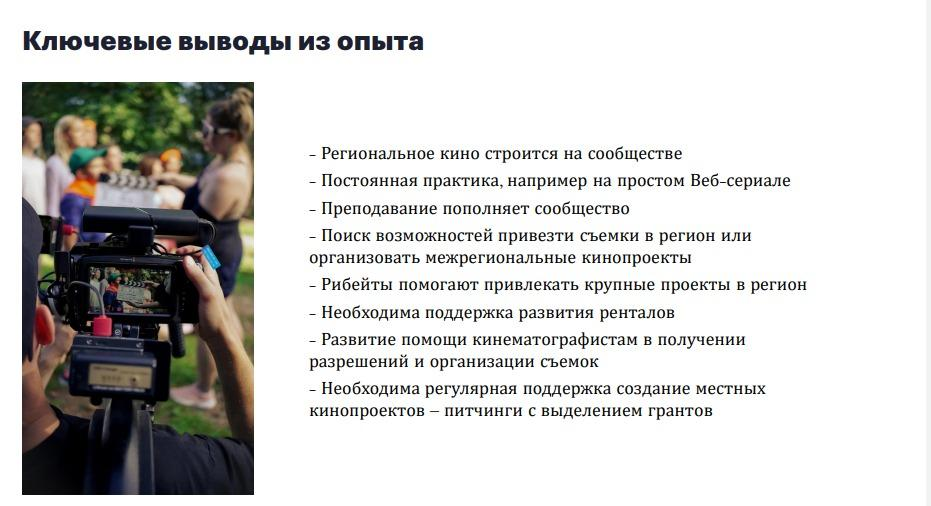 Ключевые выводы из опыта
– Региональное кино строится на сообществе
– Постоянная практика, например на простом Веб-сериале
– Преподавание пополняет сообщество
– Поиск возможностей привезти съемки в регион или
организовать межрегиональные кинопроекты
– Рибейты помогают привлекать крупные проекты в регион
– Необходима поддержка развития ренталов
– Развитие помощи кинематографистам в получении
разрешений и организации съемок
– Необходима регулярная поддержка создание местных
кинопроектов – питчинги с выделением грантов